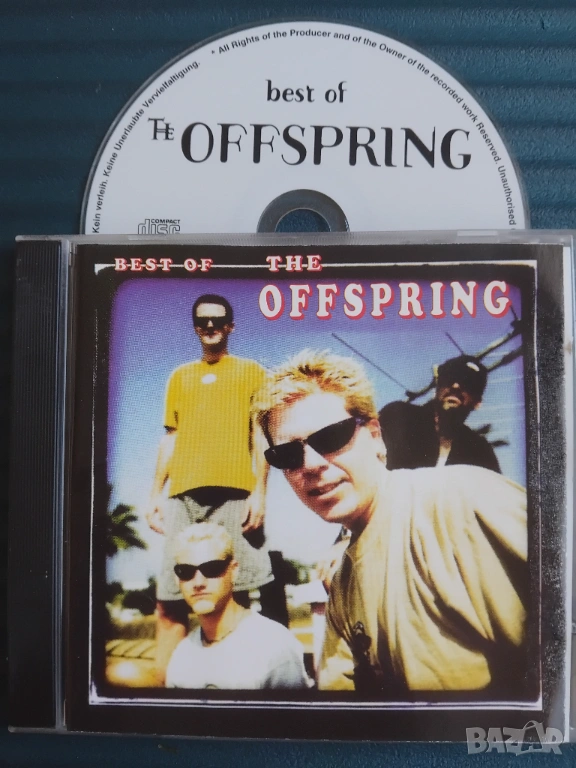 Kein verleih. Keine Unerlaubte Vervielfaltigung. * All Rights of the Producer and of the Owner of the recorded work Reserved. Unauthorised
best of
THE OFFSPRING
COMPACT
disc
BEST OF THE
OFFSPRING
BAZAR